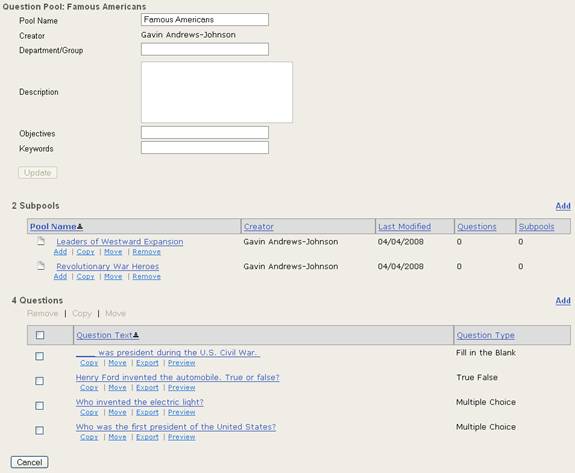 Question Pool: Famous Americans
Pool Name Famous Americans
Creator Gavin Andrews-Johnson
Department/Group
Description
Objectives
Keywords
Update
2 Subpools Add
Pool Name Creator Last Modified Questions Subpools
Leaders of Westward Expansion Gavin Andrews-Johnson 04/04/2008 0 0
Add | Copy | Move | Remove
Revolutionary War Heroes Gavin Andrews-Johnson 04/04/2008 0 0
Add | Copy | Move | Remove
4 Questions Add
Remove | Copy | Move
Question Text Question Type
____ was president during the U.S. Civil War. Fill in the Blank
Copy | Move | Export | Preview
Henry Ford invented the automobile. True or false? True False
Copy | Move | Export | Preview
Who invented the electric light? Multiple Choice
Copy | Move | Export | Preview
Who was the first president of the United States? Multiple Choice
Copy | Move | Export | Preview
Cancel